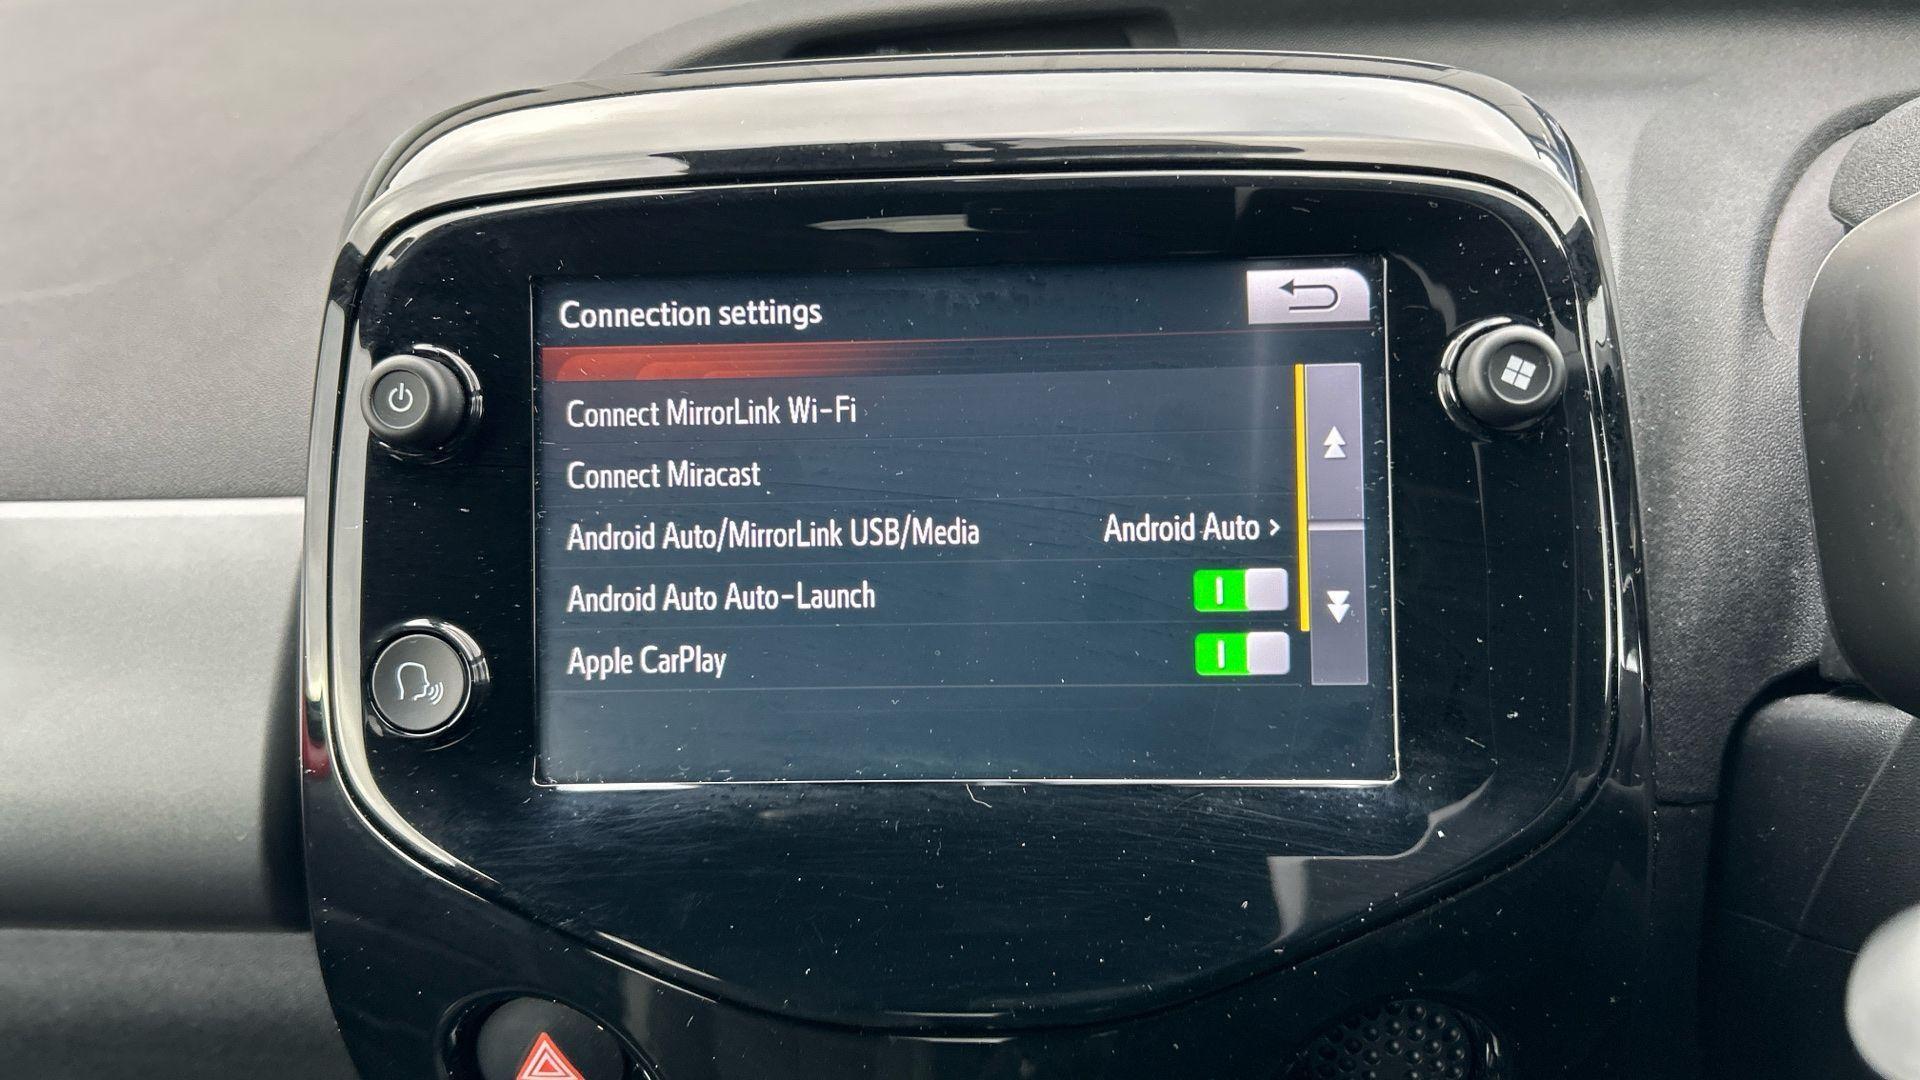 Connection settings
Connect MirrorLink Wi-Fi
Connect Miracast
Android Auto/MirrorLink USB/Media Android Auto >
Android Auto Auto-Launch
Apple CarPlay